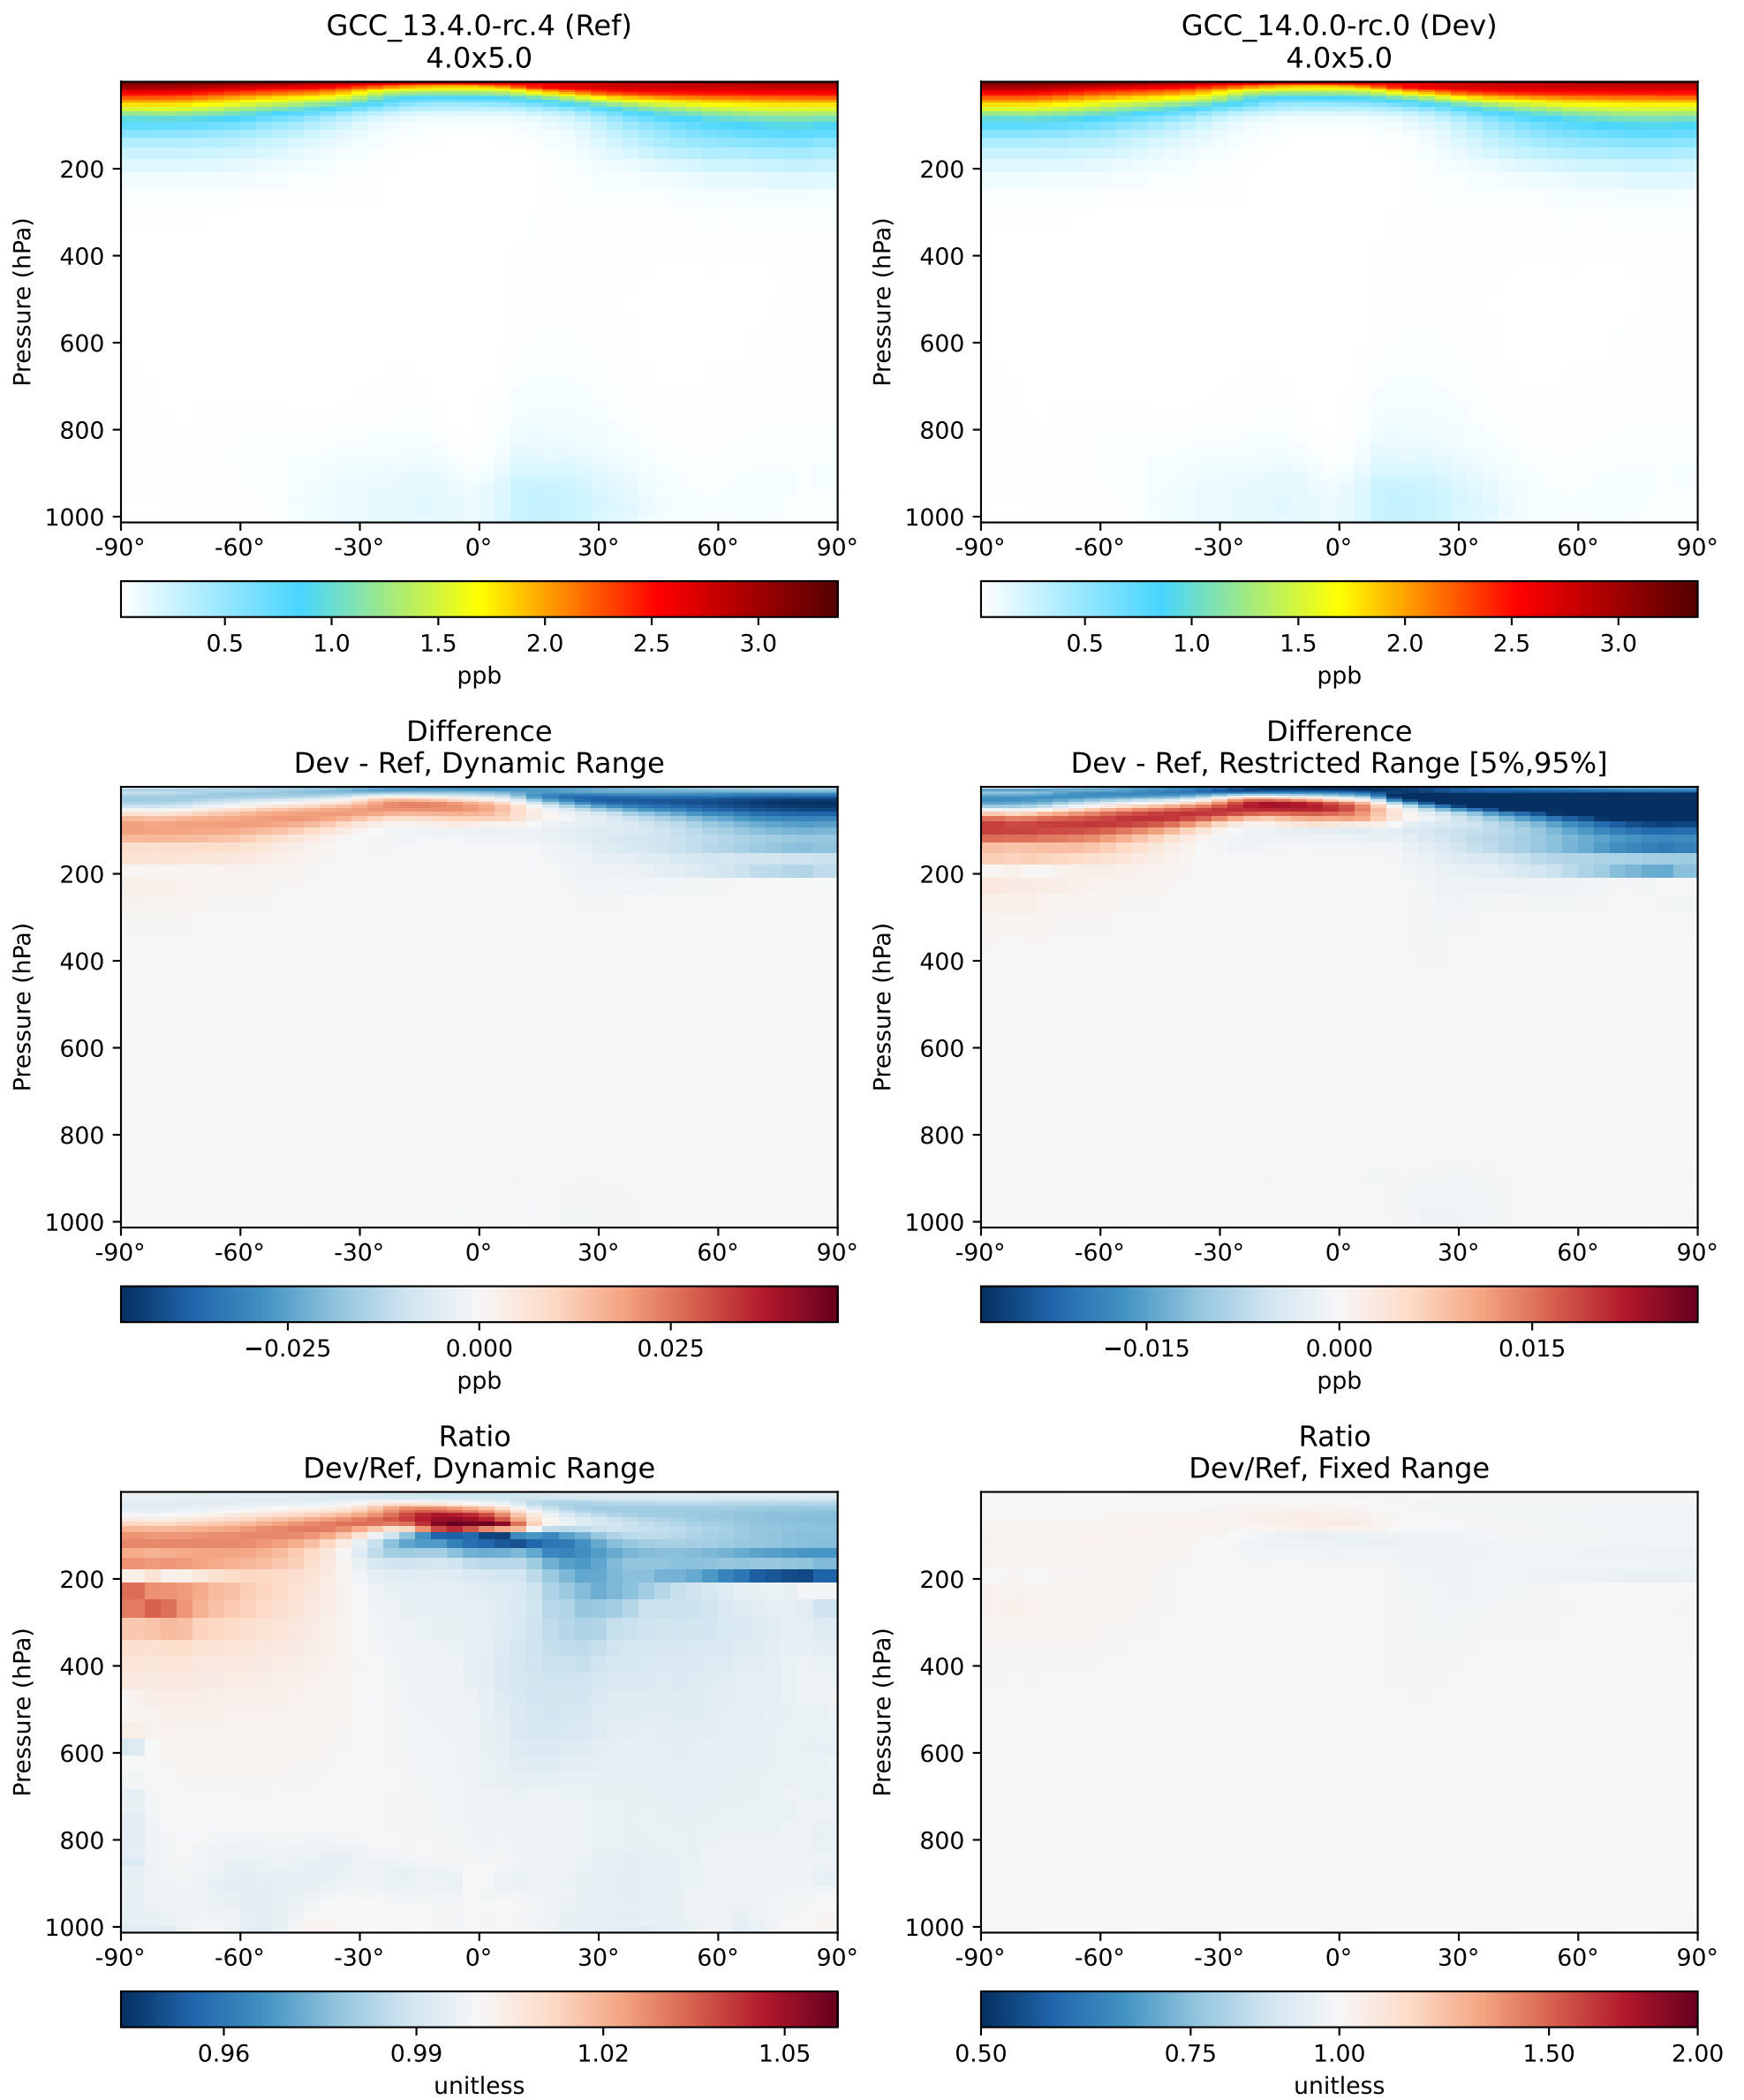 GCC_13.4.0-rc.4 (Ref)
4.0x5.0
Pressure (hPa)
200
400
600
800
1000
-90° -60° -30° 0° 30° 60° 90°
0.5 1.0 1.5 2.0 2.5 3.0
ppb
GCC_14.0.0-rc.0 (Dev)
4.0x5.0
Pressure (hPa)
200
400
600
800
1000
-90° -60° -30° 0° 30° 60° 90°
0.5 1.0 1.5 2.0 2.5 3.0
ppb
Difference
Dev - Ref, Dynamic Range
Pressure (hPa)
200
400
600
800
1000
-90° -60° -30° 0° 30° 60° 90°
−0.025 0.000 0.025
ppb
Difference
Dev - Ref, Restricted Range [5%,95%]
Pressure (hPa)
200
400
600
800
1000
-90° -60° -30° 0° 30° 60° 90°
−0.015 0.000 0.015
ppb
Ratio
Dev/Ref, Dynamic Range
Pressure (hPa)
200
400
600
800
1000
-90° -60° -30° 0° 30° 60° 90°
0.96 0.99 1.02 1.05
unitless
Ratio
Dev/Ref, Fixed Range
Pressure (hPa)
200
400
600
800
1000
-90° -60° -30° 0° 30° 60° 90°
0.50 0.75 1.00 1.50 2.00
unitless